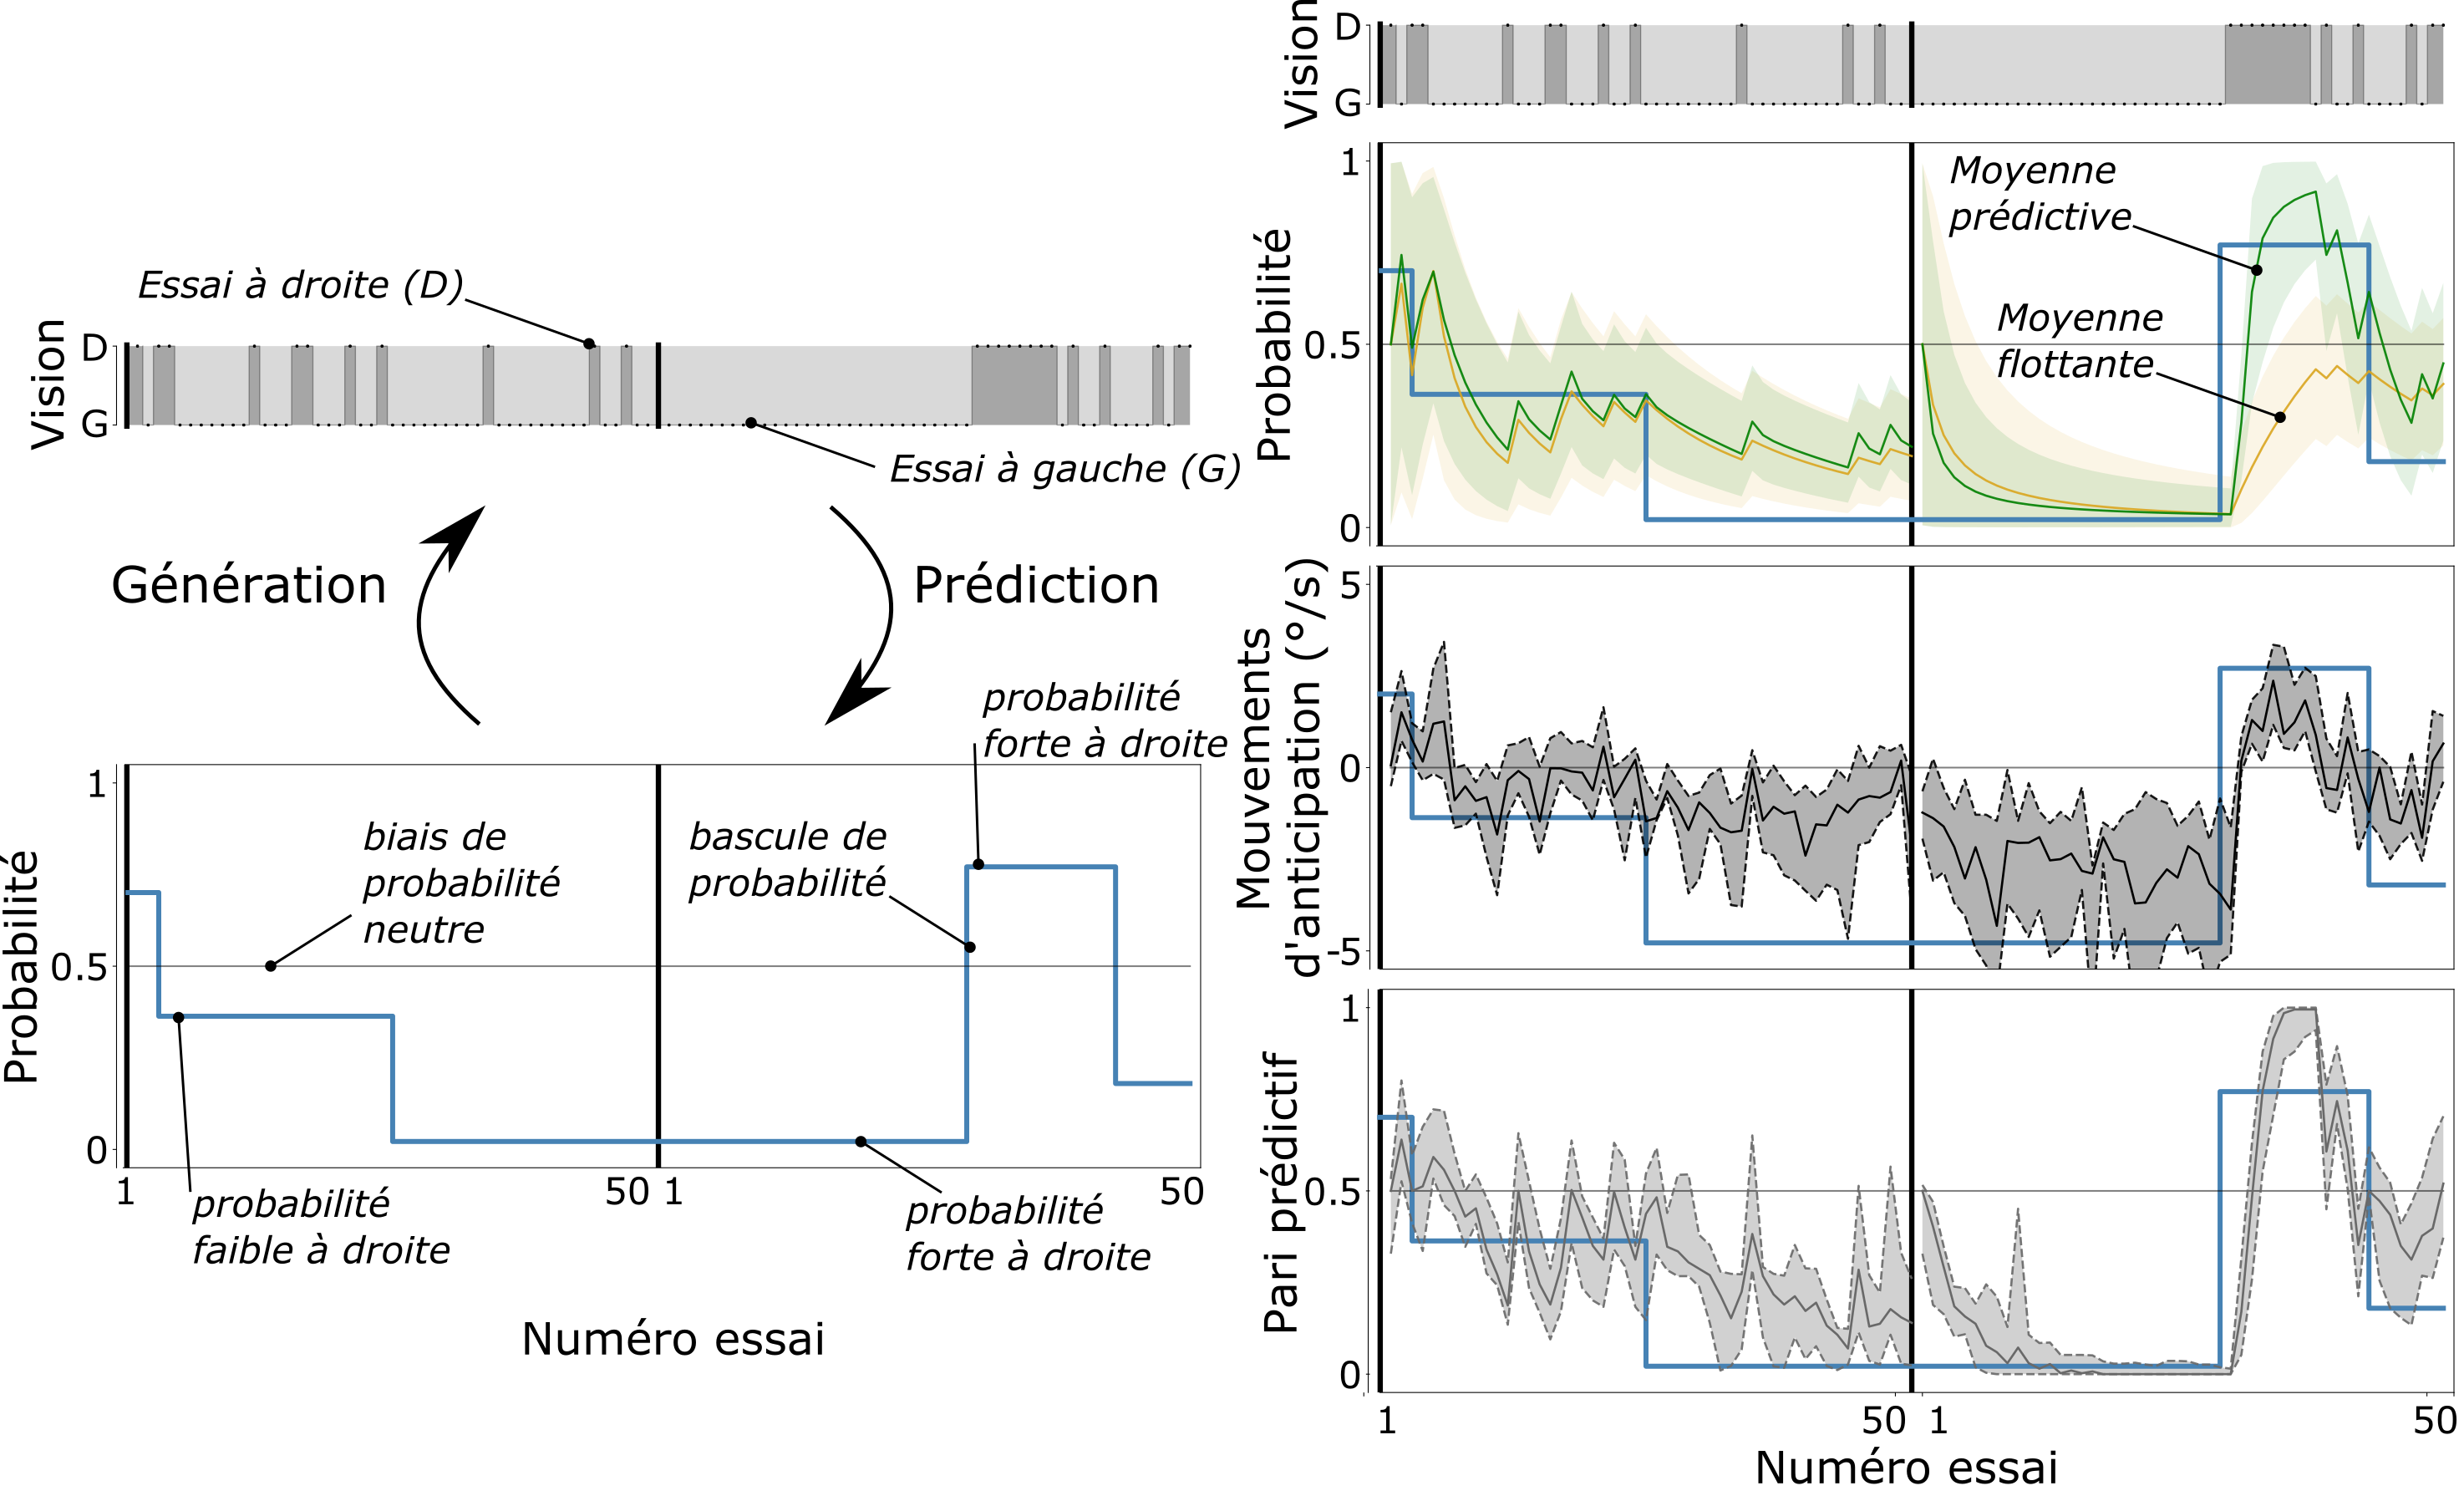 Vision
D
G
Essai à droite (D)
Essai à gauche (G)
Génération
Prédiction
Probabilité
1
0.5
0
biais de
probabilité
neutre
bascule de
probabilité
probabilité
forte à droite
probabilité
faible à droite
probabilité
forte à droite
1
50
1
50
Numéro essai
Vision
D
G
Probabilité
1
0.5
0
Moyenne
prédictive
Moyenne
flottante
Mouvements
d'anticipation (°/s)
5
0
-5
Pari prédictif
1
0.5
0
1
50
1
50
Numéro essai